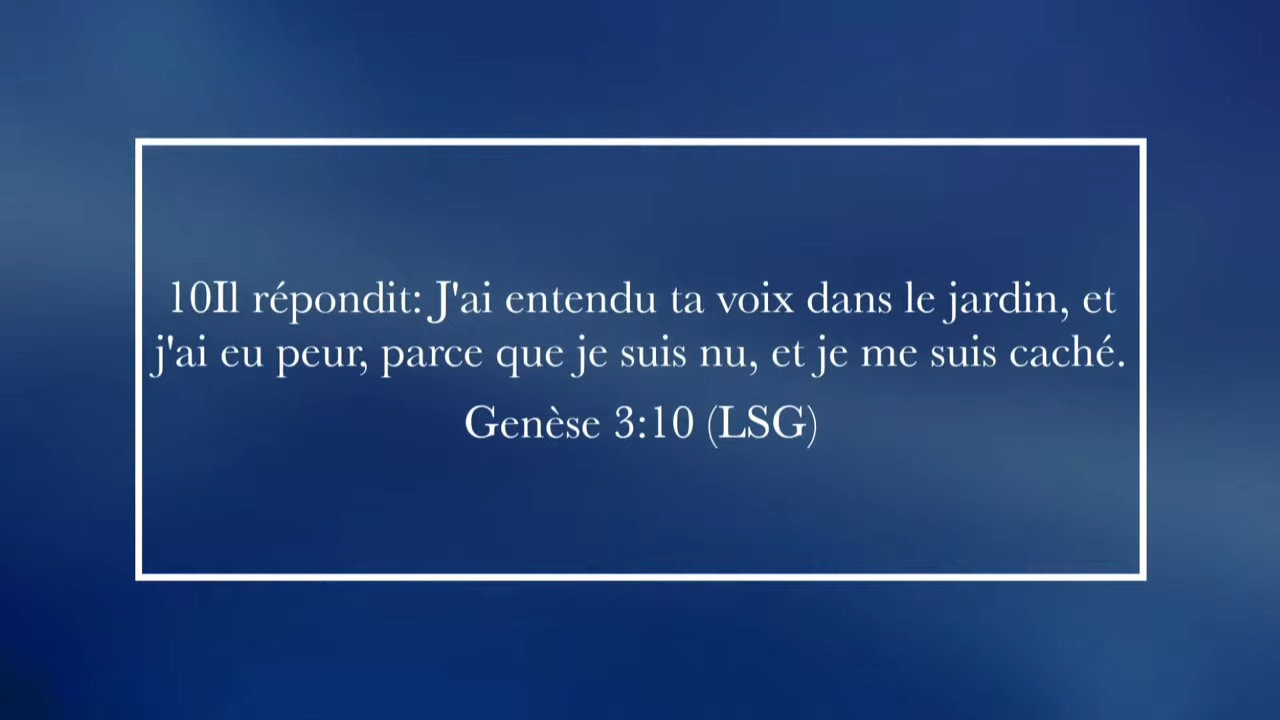 10Il répondit: J'ai entendu ta voix dans le jardin, et
j'ai eu peur, parce que je suis nu, et je me suis caché.
Genèse 3:10 (LSG)